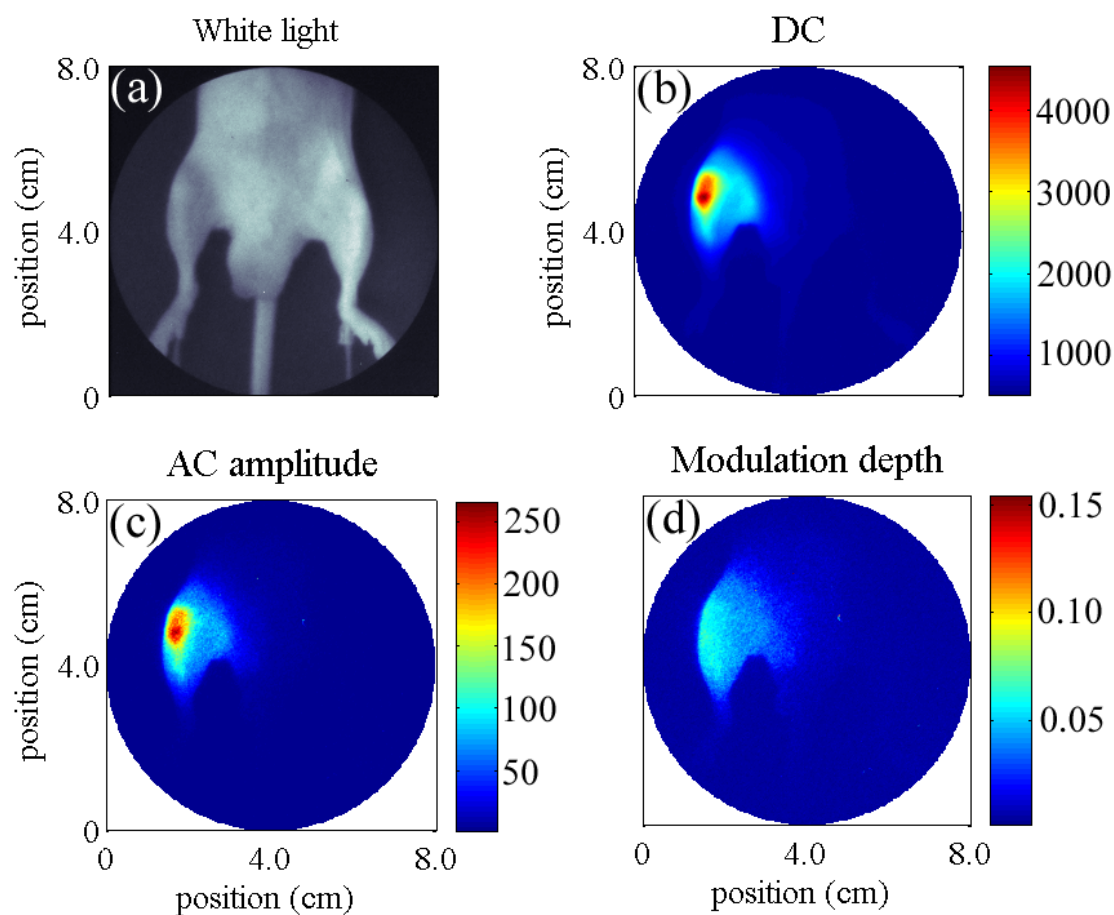 White light
(a)
8.0
4.0
0
position (cm)
DC
(b)
8.0
4.0
0
position (cm)
4000
3000
2000
1000
AC amplitude
(c)
8.0
4.0
0
position (cm)
0
4.0
8.0
position (cm)
250
200
150
100
50
Modulation depth
(d)
0
4.0
8.0
position (cm)
0.15
0.10
0.05